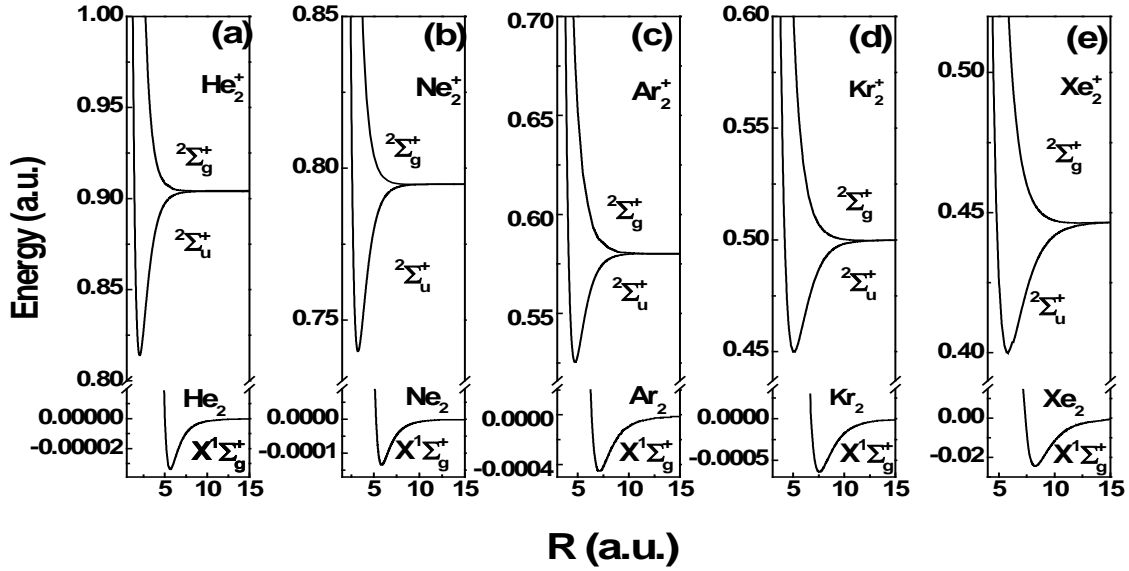 Energy (a.u.)
(a)
1.00
0.95
0.90
0.85
0.80
He₂⁺
²Σg⁺
²Σu⁺
0.00000
-0.00002
He₂
X¹Σg⁺
5 10 15
(b)
0.85
0.80
0.75
Ne₂⁺
²Σg⁺
²Σu⁺
0.0000
-0.0001
Ne₂
X¹Σg⁺
5 10 15
(c)
0.70
0.65
0.60
0.55
Ar₂⁺
²Σg⁺
²Σu⁺
0.0000
-0.0004
Ar₂
X¹Σg⁺
5 10 15
(d)
0.60
0.55
0.50
0.45
Kr₂⁺
²Σg⁺
²Σu⁺
0.0000
-0.0005
Kr₂
X¹Σg⁺
5 10 15
(e)
0.50
0.45
0.40
Xe₂⁺
²Σg⁺
²Σu⁺
0.00
-0.02
Xe₂
X¹Σg⁺
5 10 15
R (a.u.)